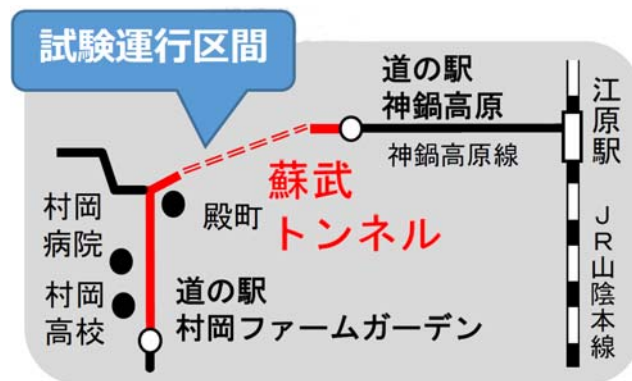 試験運行区間
道の駅
神鍋高原
神鍋高原線
江原駅
蘇武
トンネル
殿町
村岡
病院
村岡
高校
道の駅
村岡ファームガーデン
JR山陰本線